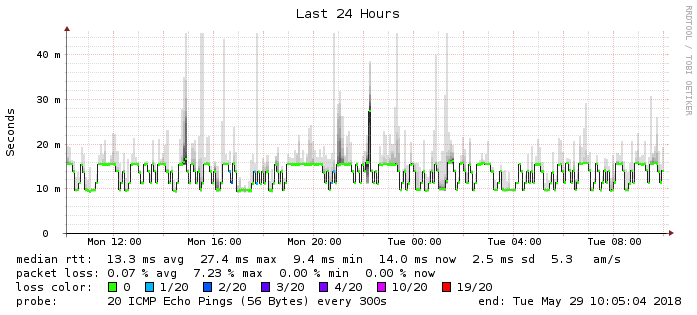 Last 24 Hours
RRDTOOL / TOBI OETIKER
Seconds
40 m
30 m
20 m
10 m
0
Mon 12:00 Mon 16:00 Mon 20:00 Tue 00:00 Tue 04:00 Tue 08:00
median rtt: 13.3 ms avg 27.4 ms max 9.4 ms min 14.0 ms now 2.5 ms sd 5.3 am/s
packet loss: 0.07 % avg 7.23 % max 0.00 % min 0.00 % now
loss color: 0 1/20 2/20 3/20 4/20 10/20 19/20
probe: 20 ICMP Echo Pings (56 Bytes) every 300s end: Tue May 29 10:05:04 2018